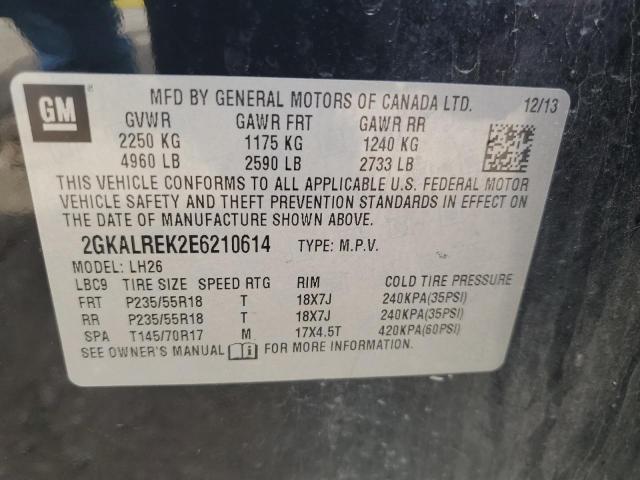 GM
MFD BY GENERAL MOTORS OF CANADA LTD. 12/13
GVWR GAWR FRT GAWR RR
2250 KG 1175 KG 1240 KG
4960 LB 2590 LB 2733 LB
THIS VEHICLE CONFORMS TO ALL APPLICABLE U.S. FEDERAL MOTOR
VEHICLE SAFETY AND THEFT PREVENTION STANDARDS IN EFFECT ON
THE DATE OF MANUFACTURE SHOWN ABOVE.
2GKALREK2E6210614 TYPE: M.P.V.
MODEL: LH26
LBC9 TIRE SIZE SPEED RTG RIM COLD TIRE PRESSURE
FRT P235/55R18 T 18X7J 240KPA(35PSI)
RR P235/55R18 T 18X7J 240KPA(35PSI)
SPA T145/70R17 M 17X4.5T 420KPA(60PSI)
SEE OWNER'S MANUAL FOR MORE INFORMATION.